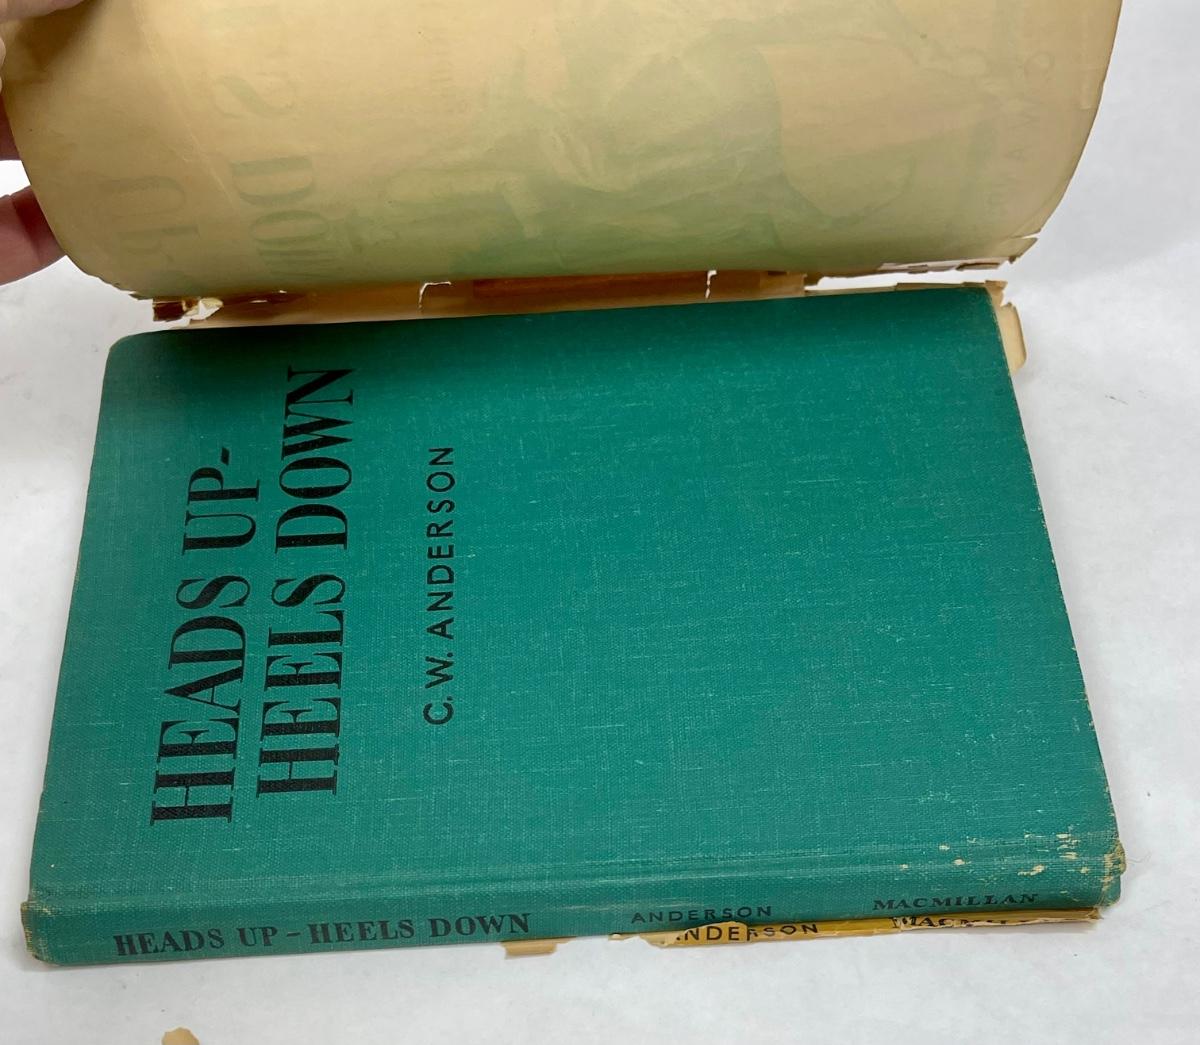 HEADS UP-
HEELS DOWN
C. W. ANDERSON
HEADS UP - HEELS DOWN
ANDERSON
MACMILLAN
ANDERSON